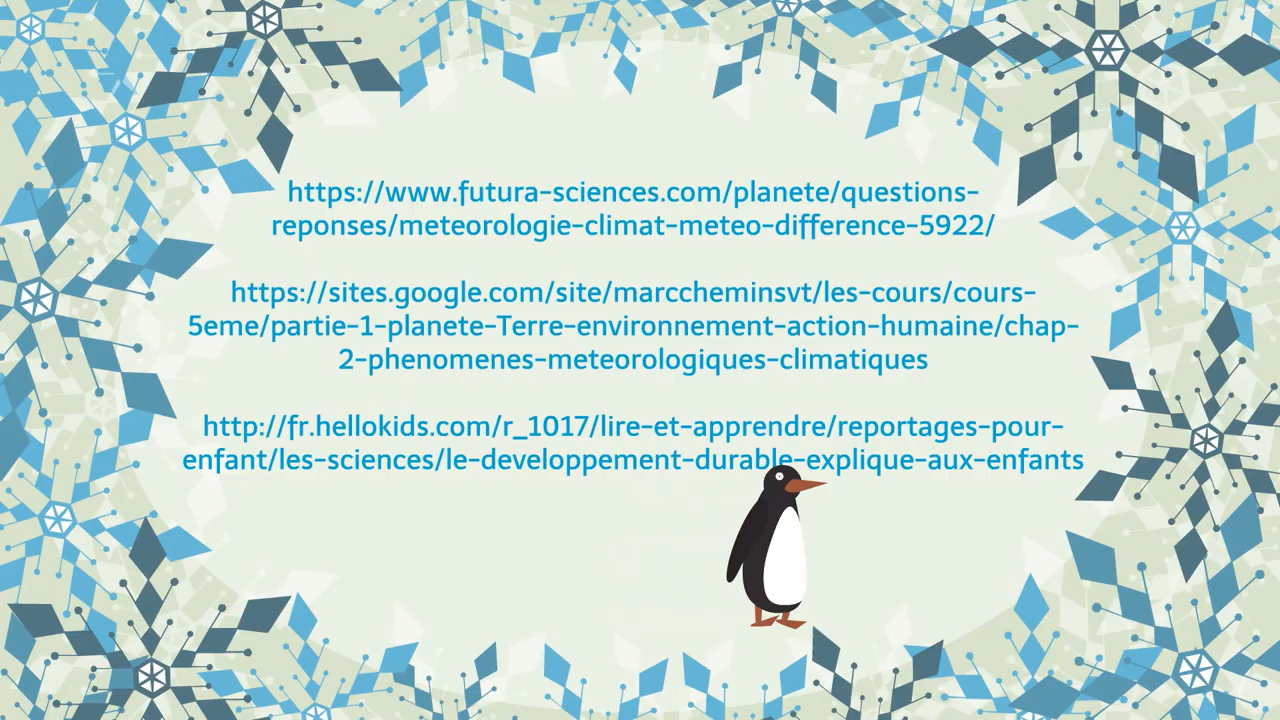 https://www.futura-sciences.com/planete/questions-
reponses/meteorologie-climat-meteo-difference-5922/
https://sites.google.com/site/marccheminsvt/les-cours/cours-
5eme/partie-1-planete-Terre-environnement-action-humaine/chap-
2-phenomenes-meteorologiques-climatiques
http://fr.hellokids.com/r_1017/lire-et-apprendre/reportages-pour-
enfant/les-sciences/le-developpement-durable-explique-aux-enfants